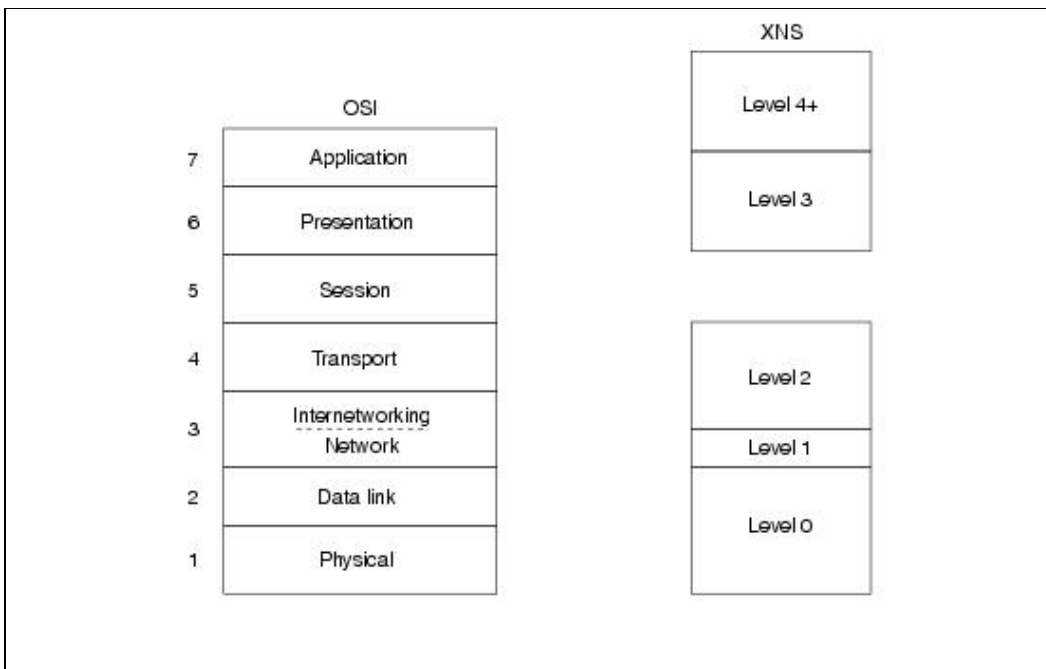 XNS
Level 4+
OSI
7 Application
Level 3
6 Presentation
5 Session
4 Transport
Level 2
3 Internetworking
Network
Level 1
2 Data link
Level 0
1 Physical